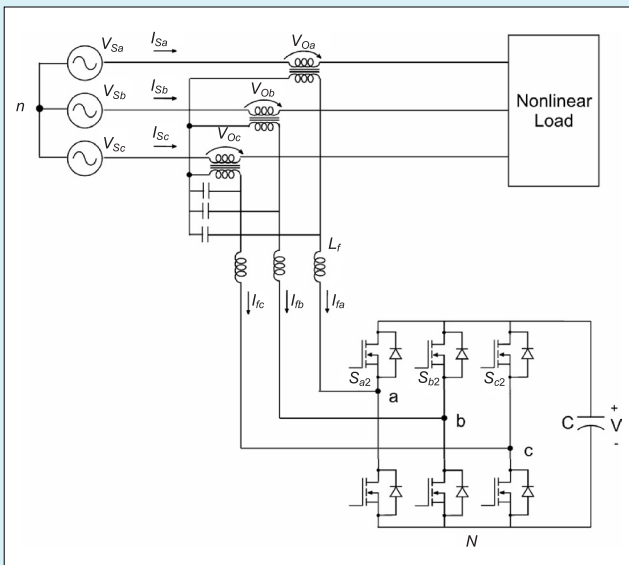 V_Sa I_Sa V_Oa
V_Sb I_Sb V_Ob
n
Nonlinear
Load
V_Sc I_Sc V_Oc
L_f
I_fc I_fb I_fa
S_a2 S_b2 S_c2
a
b
c
C + V -
N